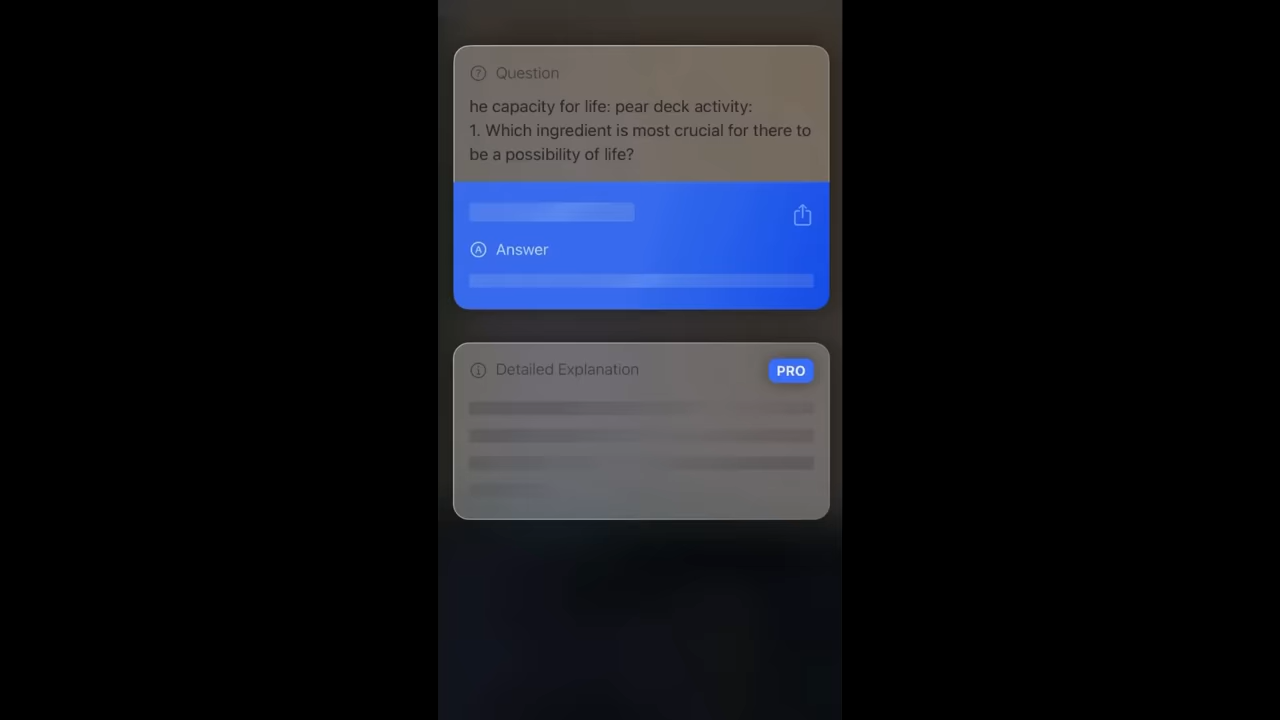 Question
he capacity for life: pear deck activity:
1. Which ingredient is most crucial for there to
be a possibility of life?
Answer
Detailed Explanation
PRO